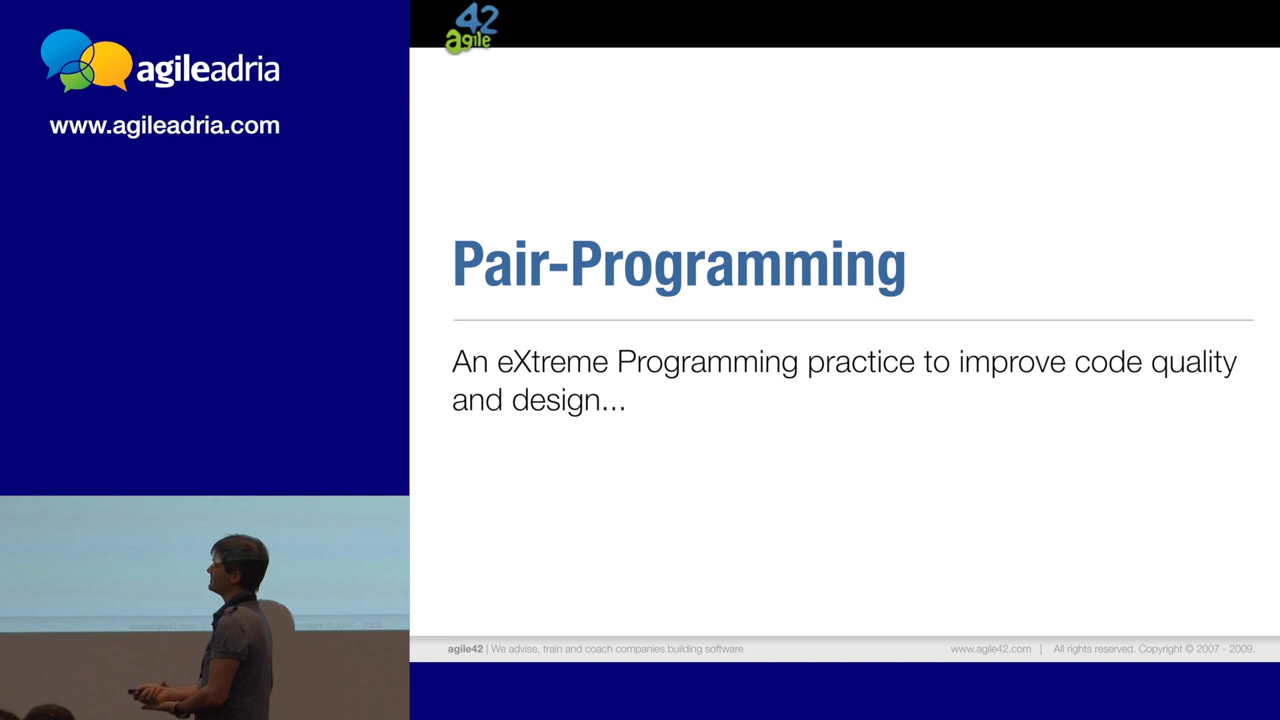 agileadria
www.agileadria.com
42
agile
Pair-Programming
An eXtreme Programming practice to improve code quality
and design...
agile42 | We advise, train and coach companies building software
www.agile42.com | All rights reserved. Copyright © 2007 - 2009.